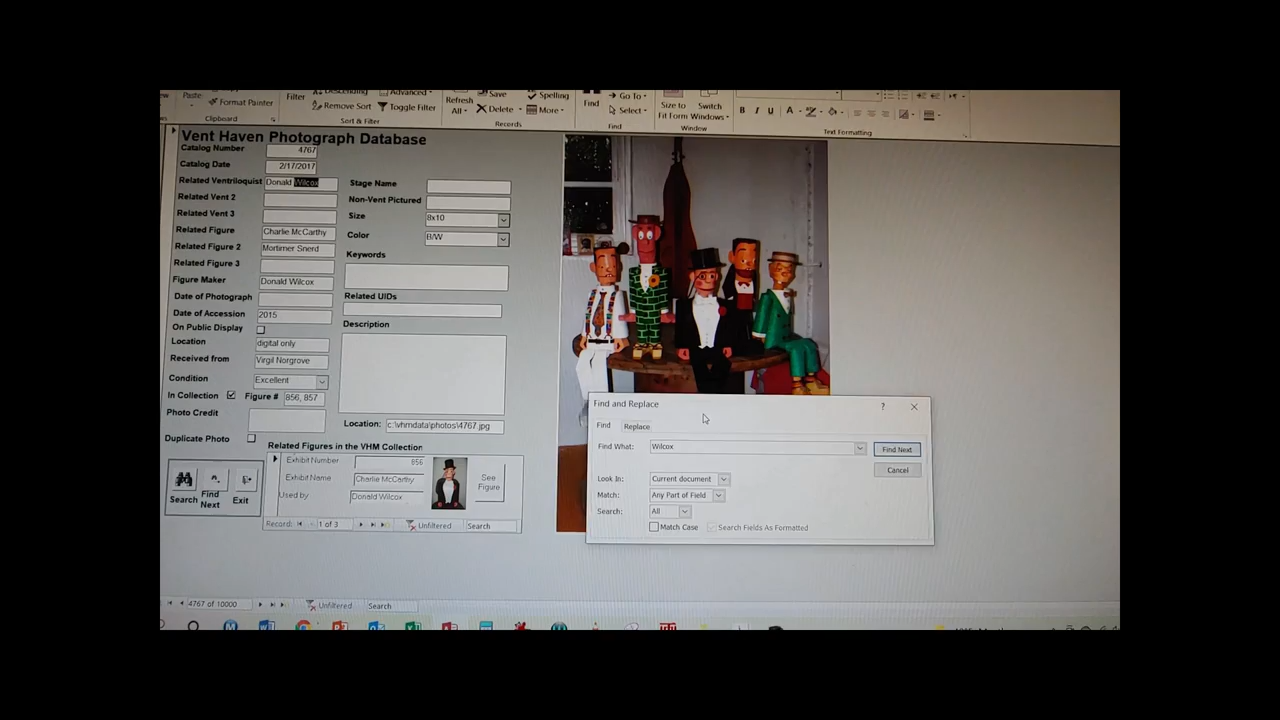 Paste
Format Painter
Clipboard
Filter
Descending
Remove Sort
Advanced
Toggle Filter
Sort & Filter
Refresh
All
Save
Delete
Spelling
More
Records
Find
Go To
Select
Find
Size to
Fit Form
Switch
Windows
Window
B I U A
Text Formatting
Vent Haven Photograph Database
Catalog Number 4767
Catalog Date 2/17/2017
Related Ventriloquist Donald Wilcox
Related Vent 2
Related Vent 3
Related Figure Charlie McCarthy
Related Figure 2 Mortimer Snerd
Related Figure 3
Figure Maker Donald Wilcox
Date of Photograph
Date of Accession 2015
On Public Display
Location digital only
Received from Virgil Norgrove
Condition Excellent
In Collection Figure # 856, 857
Photo Credit
Duplicate Photo
Stage Name
Non-Vent Pictured
Size 8x10
Color B/W
Keywords
Related UIDs
Description
Location: c:\vhmdata\photos\4767.jpg
Related Figures in the VHM Collection
Exhibit Number 856
Exhibit Name Charlie McCarthy
Used by Donald Wilcox
See
Figure
Record: 1 of 3 Unfiltered Search
Search
Find
Next
Exit
Find and Replace ?
Find Replace
Find What: Wilcox Find Next
Cancel
Look In: Current document
Match: Any Part of Field
Search: All
Match Case Search Fields As Formatted
4767 of 10000 Unfiltered Search